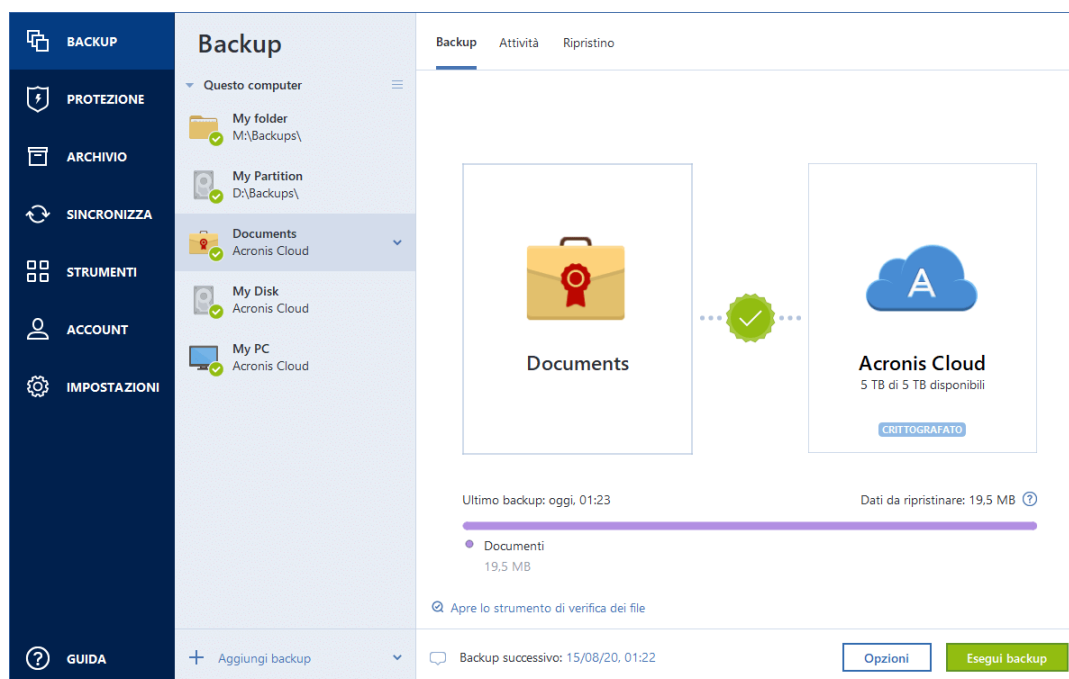 BACKUP
PROTEZIONE
ARCHIVIO
SINCRONIZZA
STRUMENTI
ACCOUNT
IMPOSTAZIONI
GUIDA
Backup
Questo computer
My folder
M:\Backups\
My Partition
D:\Backups\
Documents
Acronis Cloud
My Disk
Acronis Cloud
My PC
Acronis Cloud
Aggiungi backup
Backup Attività Ripristino
Documents
Acronis Cloud
5 TB di 5 TB disponibili
CRITTOGRAFATO
Ultimo backup: oggi, 01:23
Dati da ripristinare: 19,5 MB
Documenti
19,5 MB
Apre lo strumento di verifica dei file
Backup successivo: 15/08/20, 01:22
Opzioni
Esegui backup